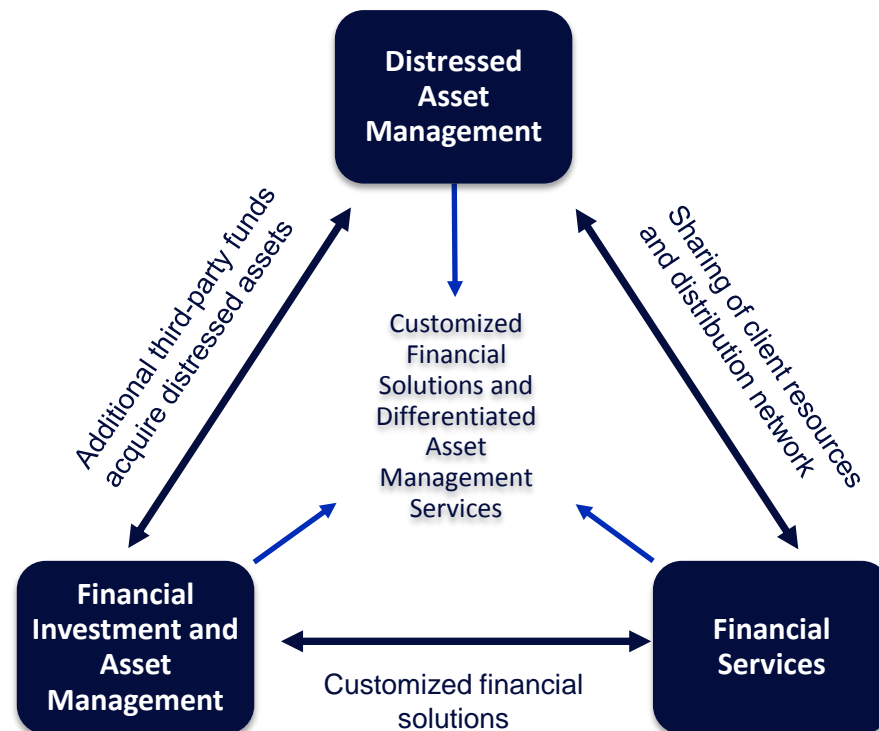 Distressed
Asset
Management
Additional third-party funds
acquire distressed assets
Sharing of client resources
and distribution network
Customized
Financial
Solutions and
Differentiated
Asset
Management
Services
Financial
Investment and
Asset
Management
Customized financial
solutions
Financial
Services